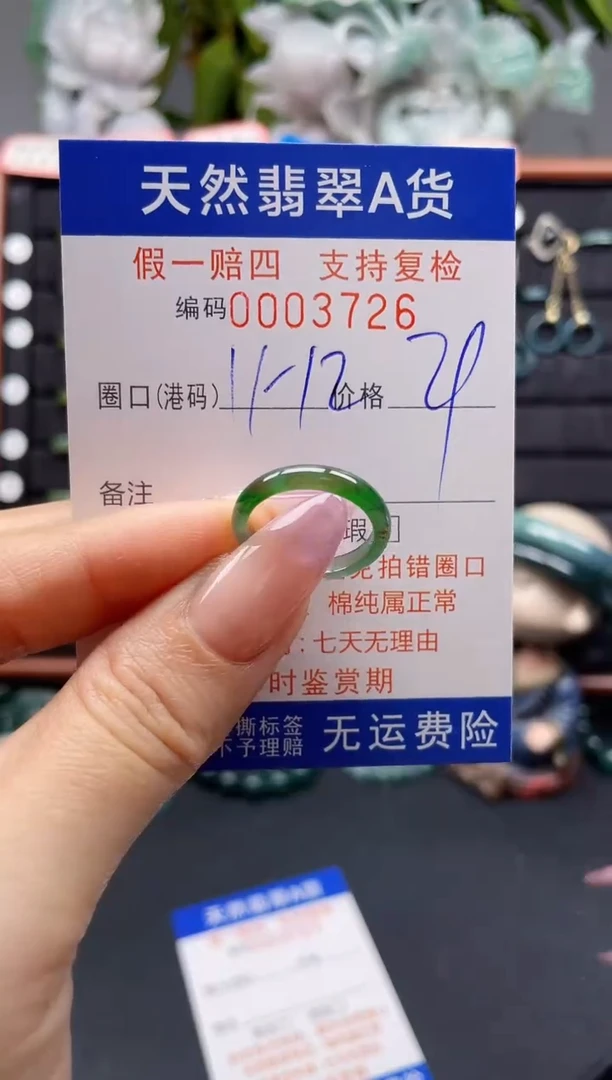 天然翡翠A货
假一赔四 支持复检
编码0003726
圈口(港码) 11-12 价格
备注
瑕
拍错圈口
棉纯属正常
:七天无理由
时鉴赏期
撕标签
不予理赔
无运费险